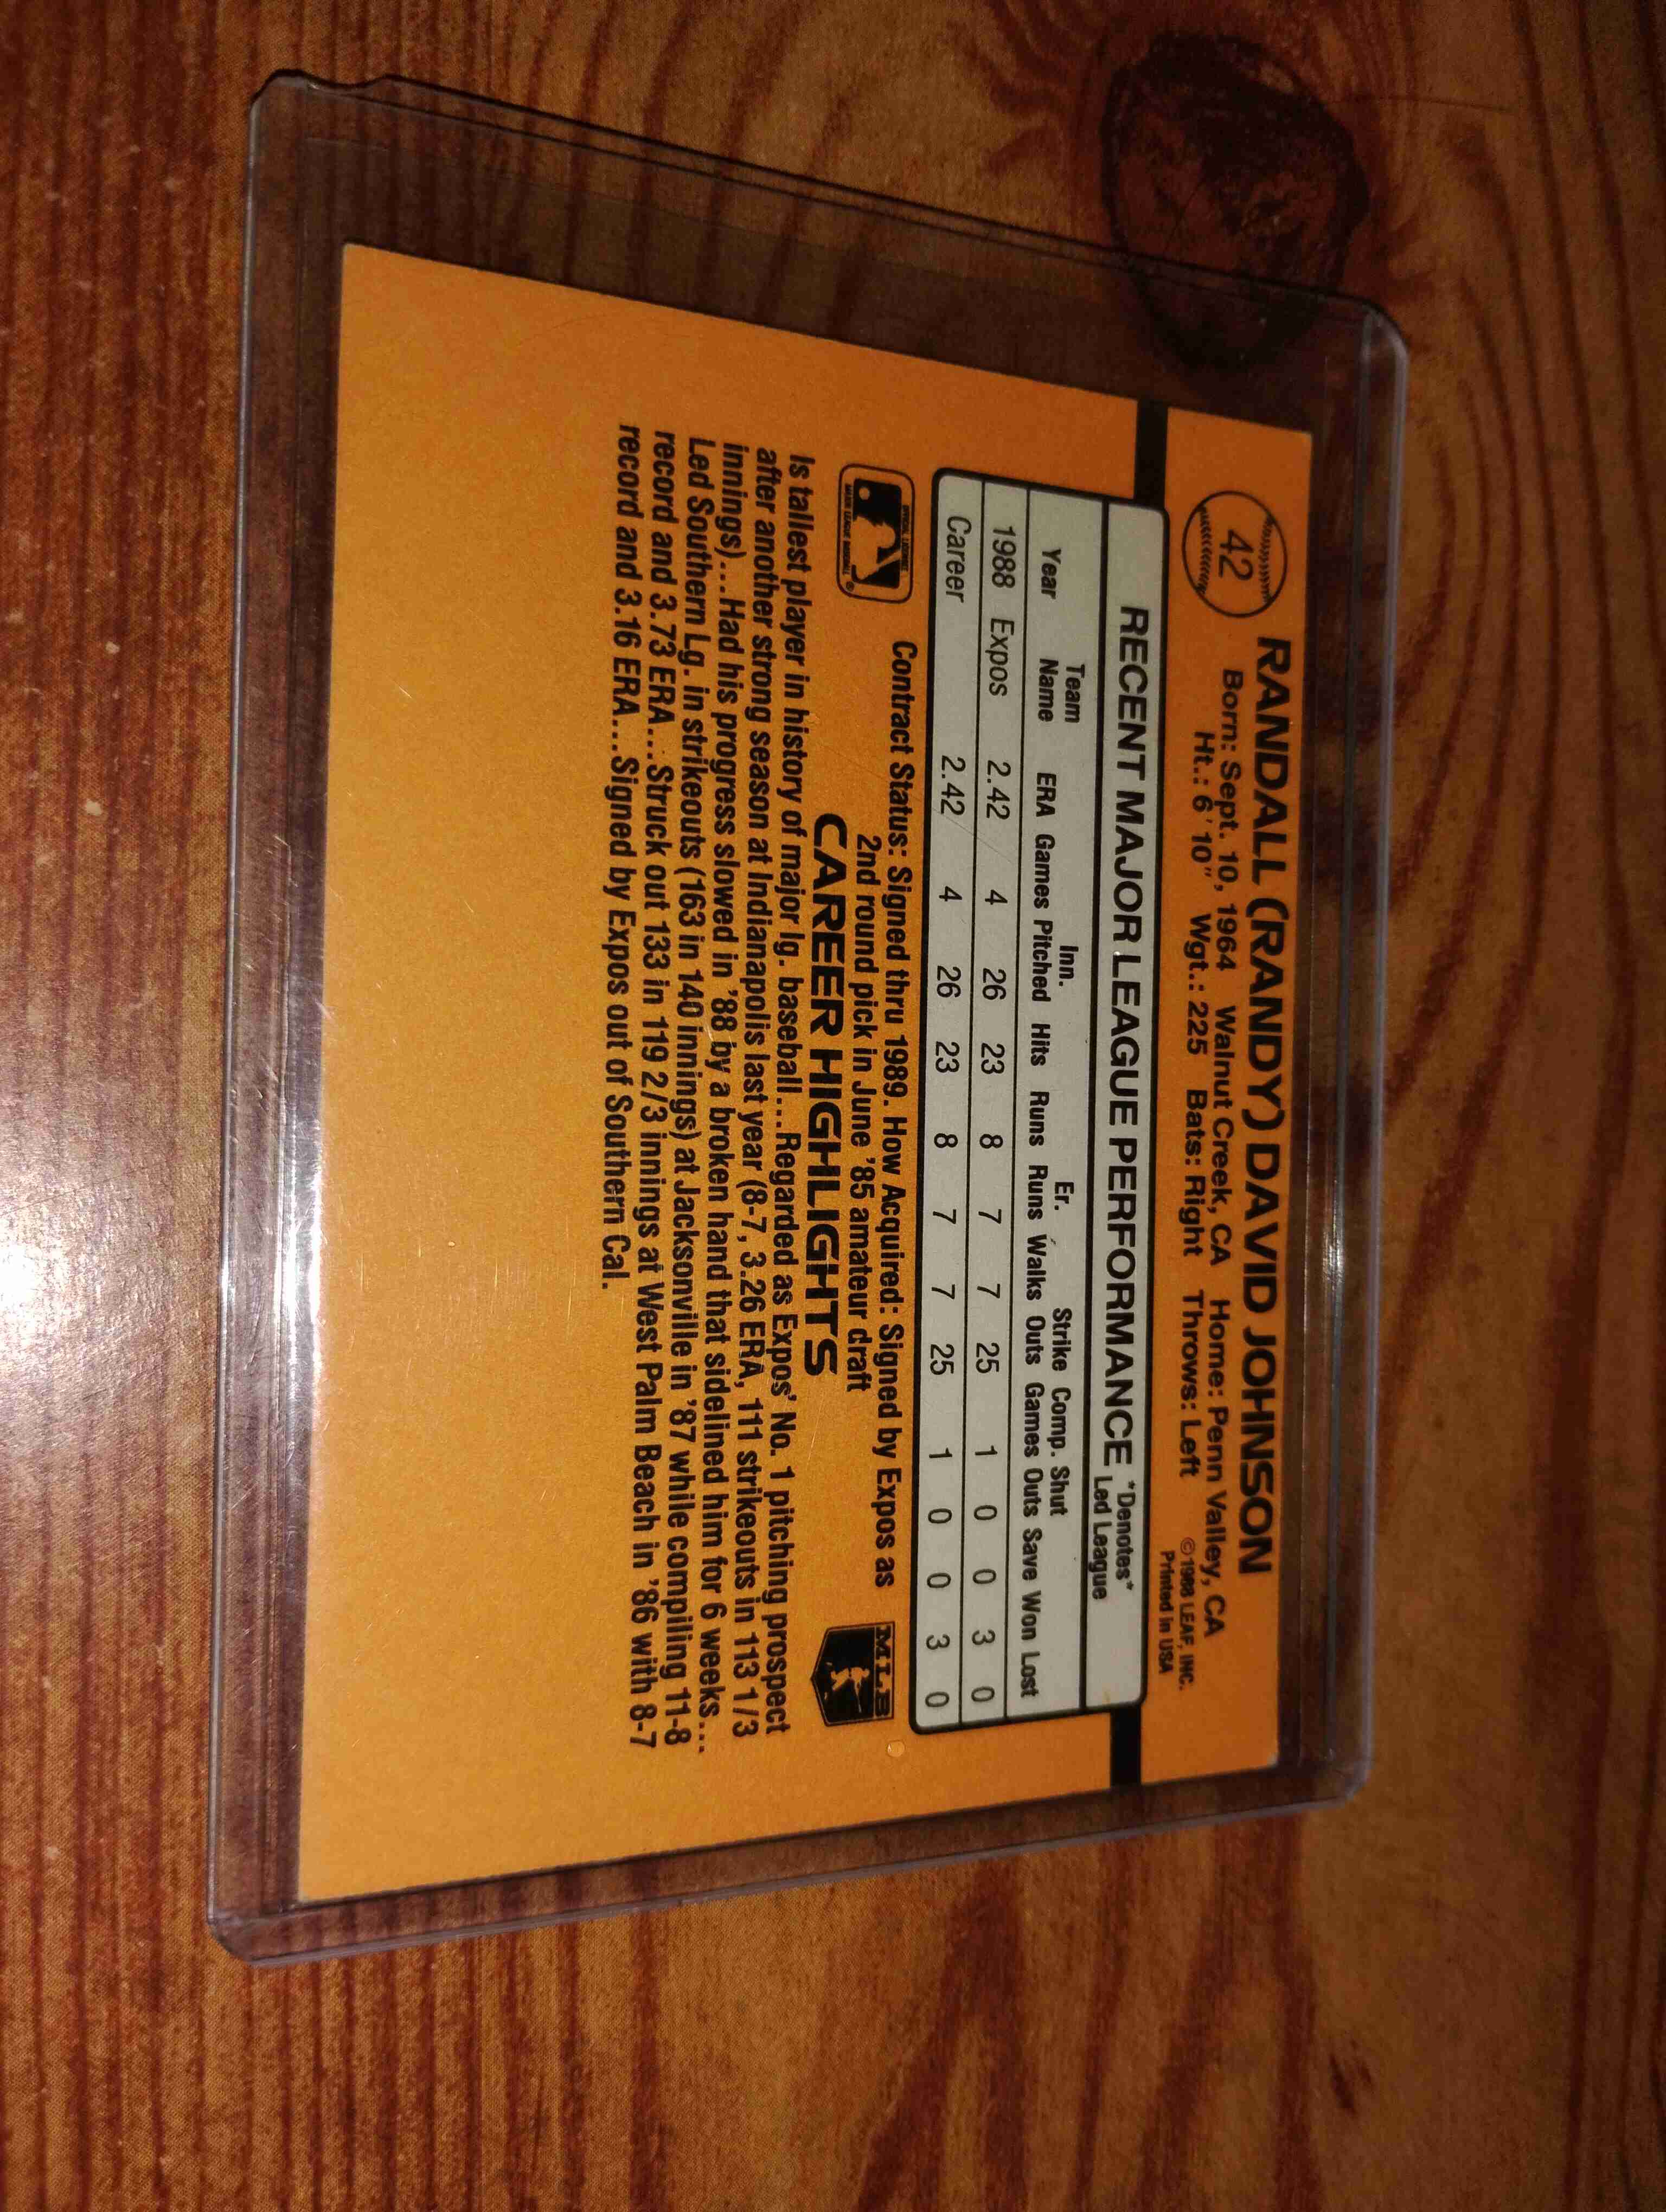 42
RANDALL (RANDY) DAVID JOHNSON
Born: Sept. 10, 1964 Walnut Creek, CA Home: Penn Valley, CA
Ht.: 6' 10" Wgt.: 225 Bats: Right Throws: Left
©1988 LEAF, INC.
Printed in USA
RECENT MAJOR LEAGUE PERFORMANCE *Denotes*
Led League
Team Inn. Er. Strike Comp. Shut
Year Name ERA Games Pitched Hits Runs Runs Walks Outs Games Outs Save Won Lost
1988 Expos 2.42 4 26 23 8 7 7 25 1 0 0 3 0
Career 2.42 4 26 23 8 7 7 25 1 0 0 3 0
Contract Status: Signed thru 1989. How Acquired: Signed by Expos as
2nd round pick in June '85 amateur draft
OFFICIAL LICENSEE
MAJOR LEAGUE BASEBALL
®
MLB
CAREER HIGHLIGHTS
Is tallest player in history of major lg. baseball...Regarded as Expos' No. 1 pitching prospect
after another strong season at Indianapolis last year (8-7, 3.26 ERA, 111 strikeouts in 113 1/3
innings)...Had his progress slowed in '88 by a broken hand that sidelined him for 6 weeks...
Led Southern Lg. in strikeouts (163 in 140 innings) at Jacksonville in '87 while compiling 11-8
record and 3.73 ERA...Struck out 133 in 119 2/3 innings at West Palm Beach in '86 with 8-7
record and 3.16 ERA...Signed by Expos out of Southern Cal.